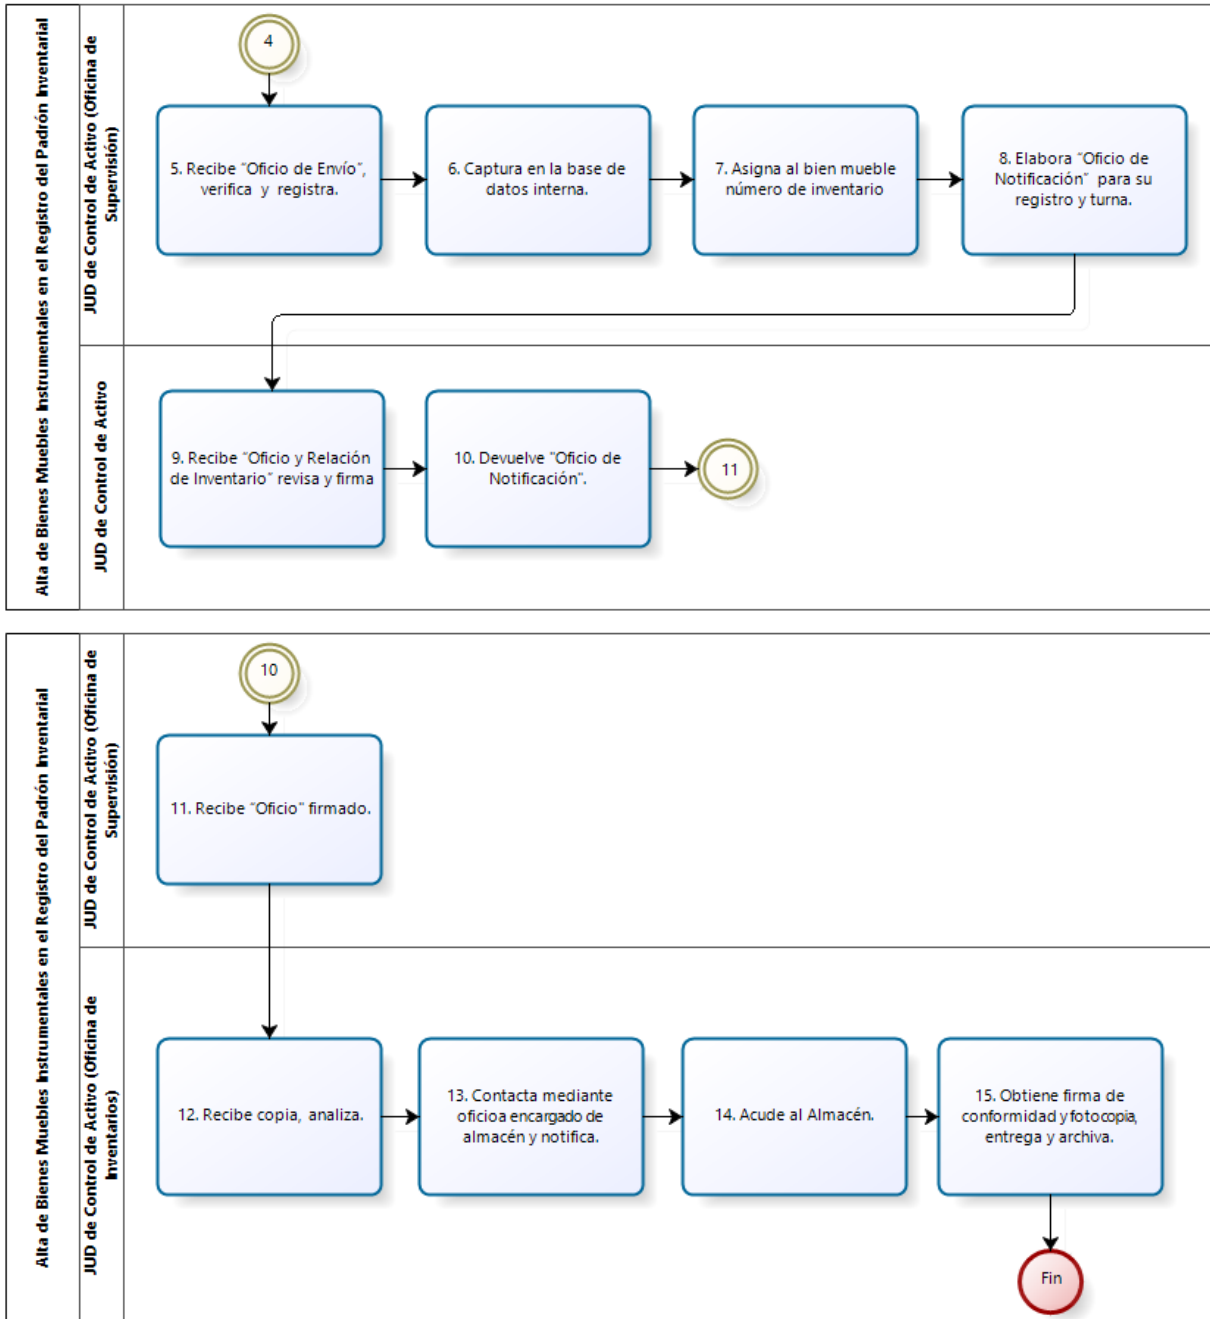 Alta de Bienes Muebles Instrumentales en el Registro del Padrón Inventarial
JUD de Control de Activo (Oficina de
Supervisión)
4
5. Recibe “Oficio de Envío”,
verifica y registra.
6. Captura en la base de
datos interna.
7. Asigna al bien mueble
número de inventario
8. Elabora “Oficio de
Notificación” para su
registro y turna.
JUD de Control de Activo
9. Recibe “Oficio y Relación
de Inventario” revisa y firma
10. Devuelve “Oficio de
Notificación”.
11
Alta de Bienes Muebles Instrumentales en el Registro del Padrón Inventarial
JUD de Control de Activo (Oficina de
Supervisión)
10
11. Recibe “Oficio” firmado.
JUD de Control de Activo (Oficina de
Inventarios)
12. Recibe copia, analiza.
13. Contacta mediante
oficioa encargado de
almacén y notifica.
14. Acude al Almacén.
15. Obtiene firma de
conformidad y fotocopia,
entrega y archiva.
Fin